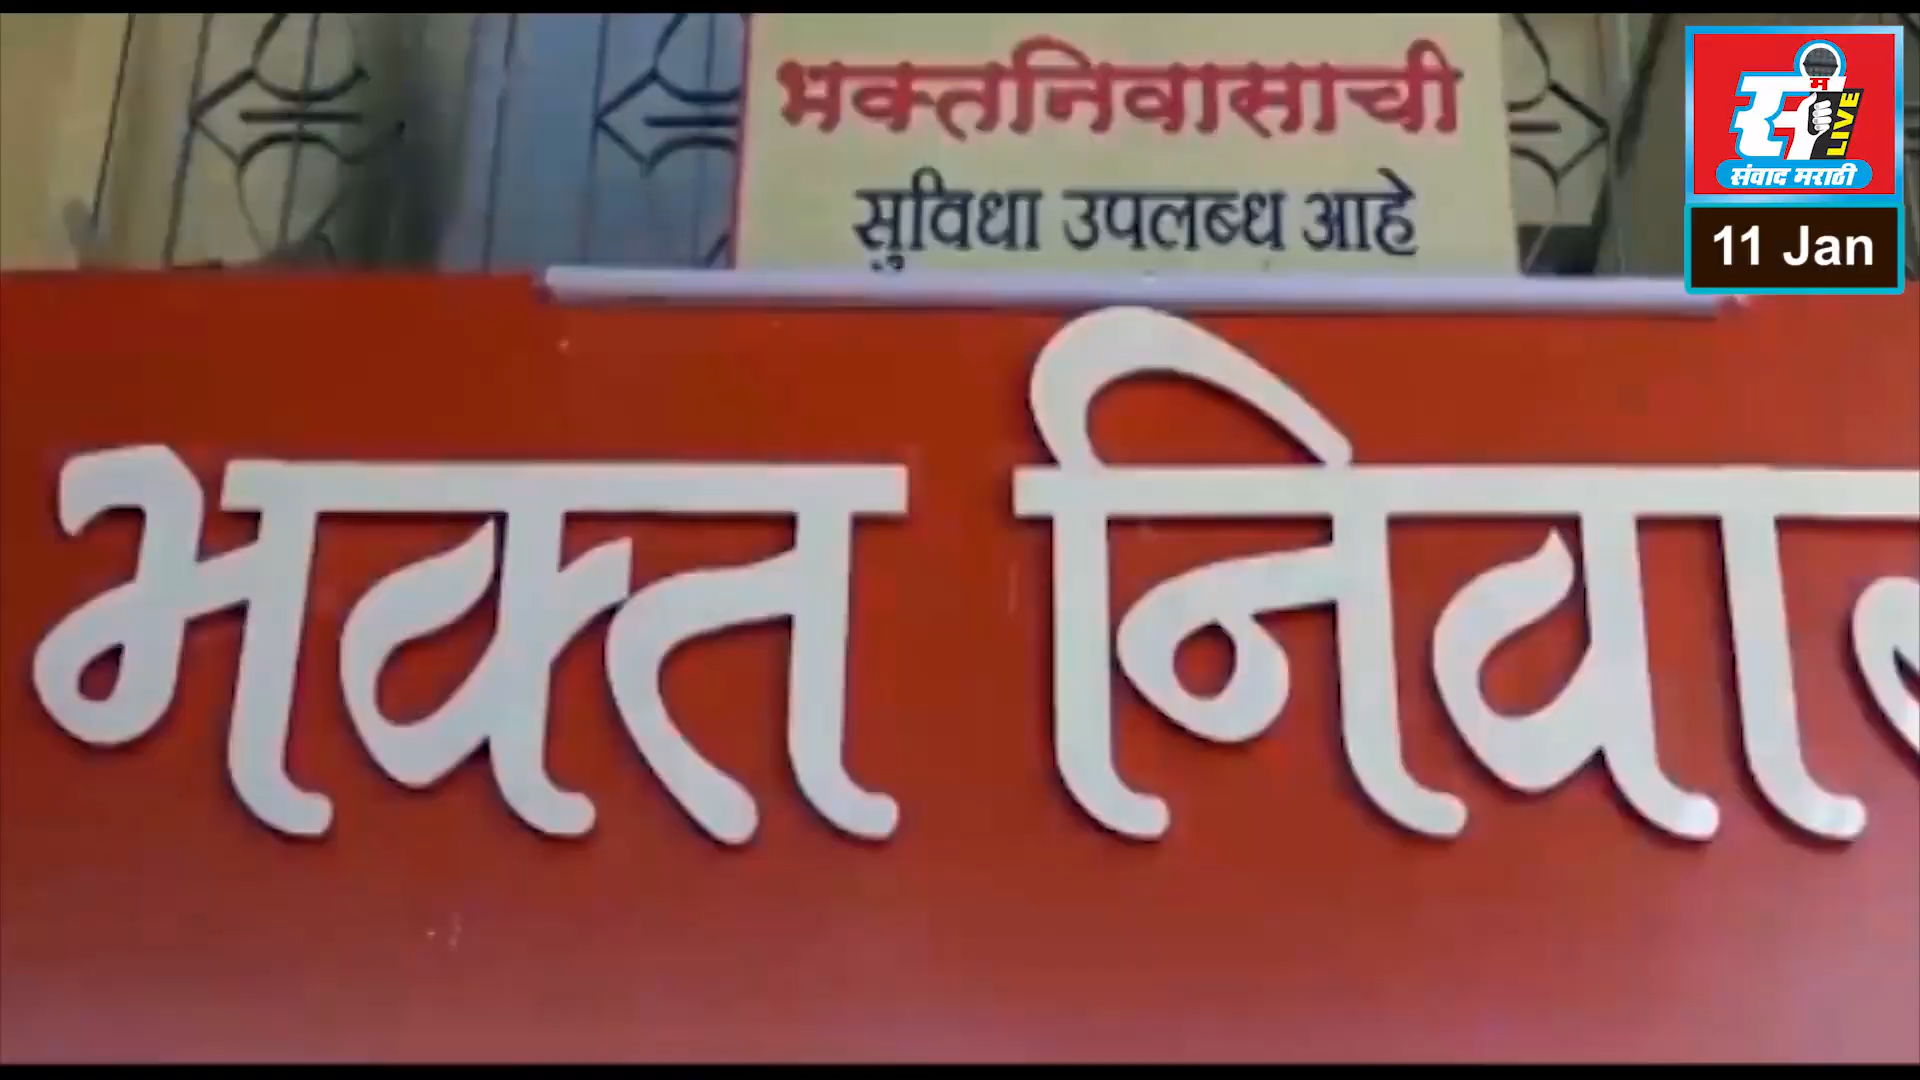 भक्तनिवासाची
सुविधा उपलब्ध आहे
भक्त निवा
स
म
LIVE
संवाद मराठी
11 Jan